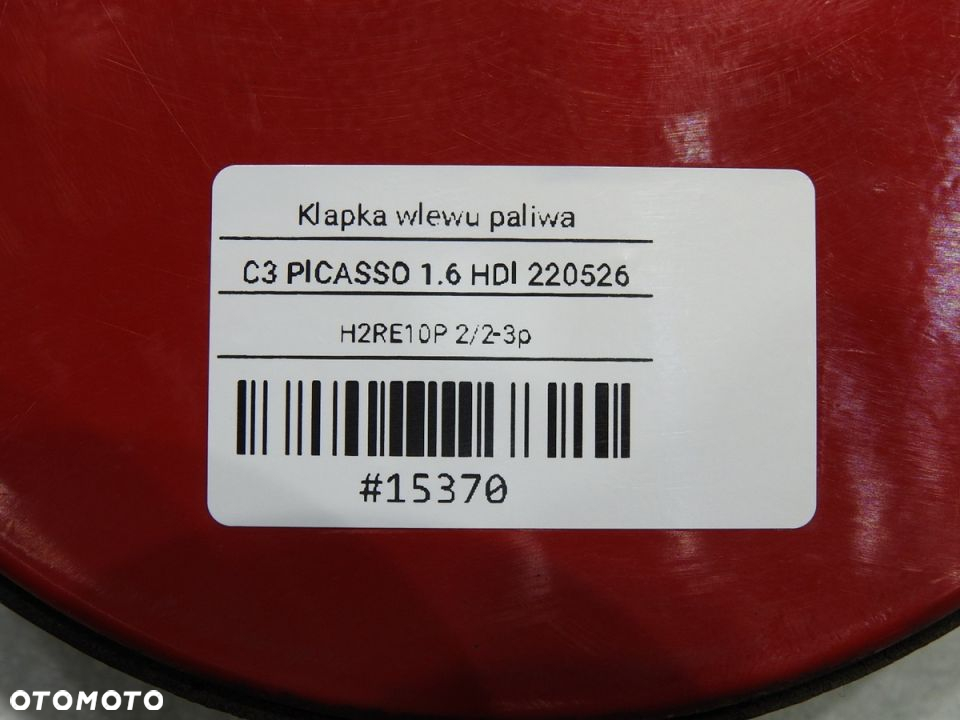 Klapka wlewu paliwa
C3 PICASSO 1.6 HDI 220526
H2RE10P 2/2-3p
#15370
OTOMOTO